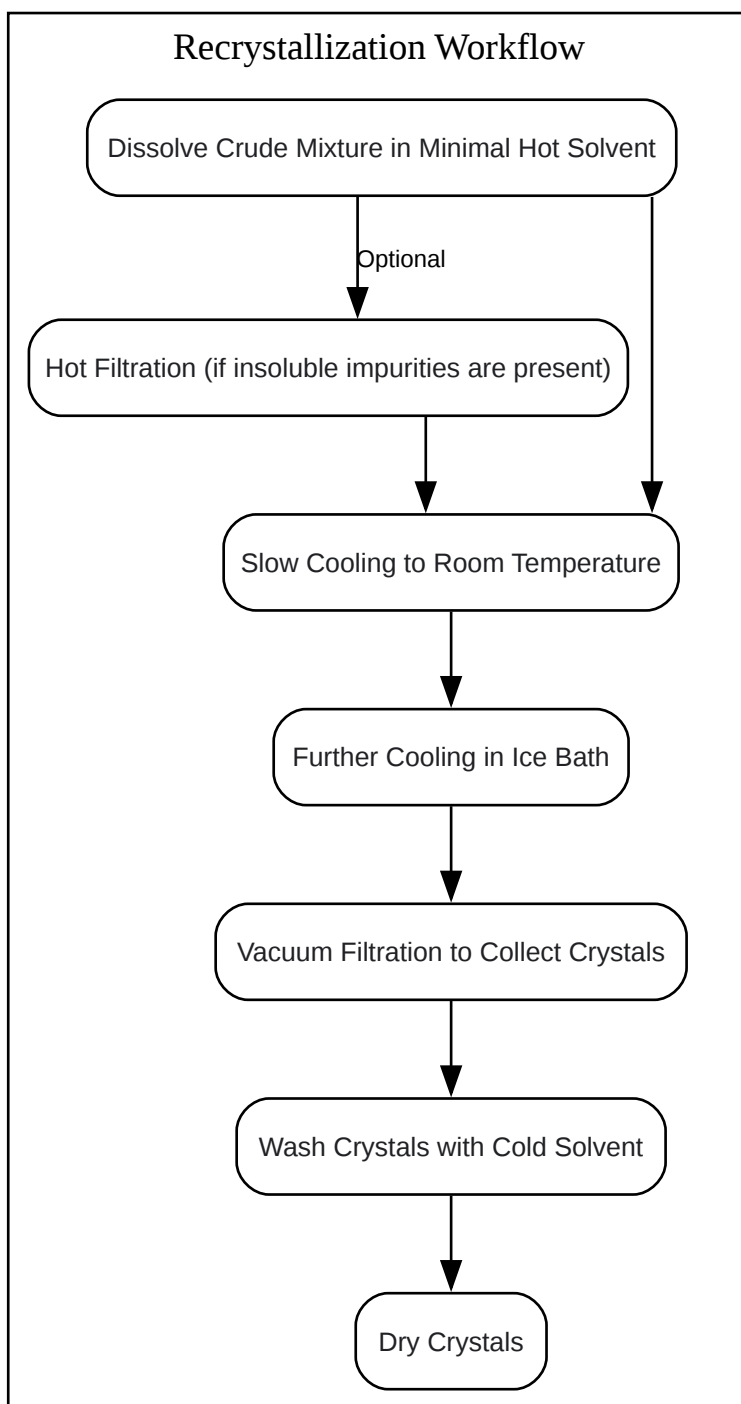 Recrystallization Workflow
Dissolve Crude Mixture in Minimal Hot Solvent
Optional
Hot Filtration (if insoluble impurities are present)
Slow Cooling to Room Temperature
Further Cooling in Ice Bath
Vacuum Filtration to Collect Crystals
Wash Crystals with Cold Solvent
Dry Crystals